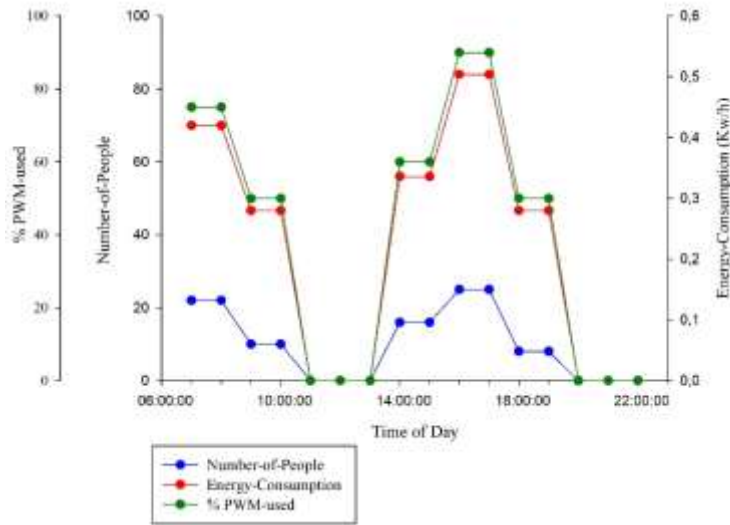 100
80
60
40
20
0
% PWM-used
100
80
60
40
20
0
Number-of-People
0,6
0,5
0,4
0,3
0,2
0,1
0,0
Energy-Consumption (Kw/h)
06:00:00 10:00:00 14:00:00 18:00:00 22:00:00
Time of Day
Number-of-People
Energy-Consumption
% PWM-used